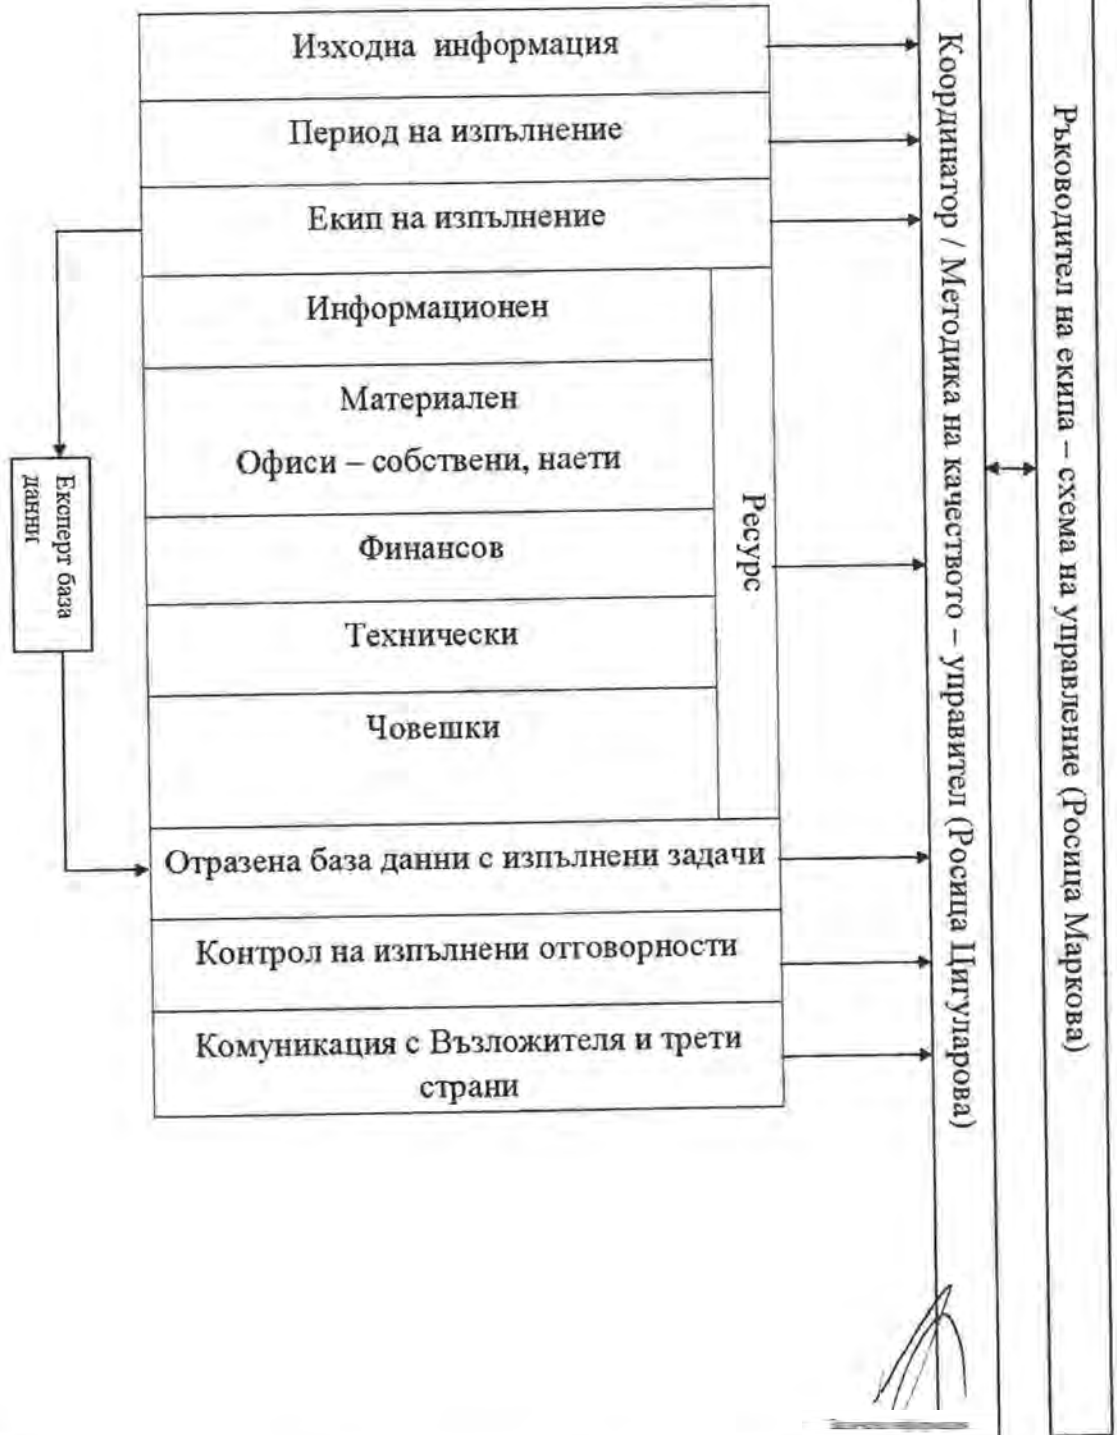 Изходна информация
Период на изпълнение
Екип на изпълнение
Информационен
Материален
Офиси – собствени, наети
Финансов
Технически
Човешки
Ресурс
Отразена база данни с изпълнени задачи
Контрол на изпълнени отговорности
Комуникация с Възложителя и трети
страни
Експерт база
данни
Координатор / Методика на качеството – управител (Росица Цигуларова)
Ръководител на екипа – схема на управление (Росица Маркова)